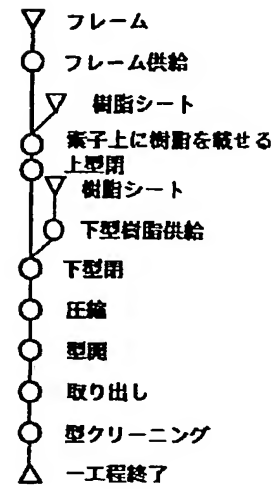 フレーム
フレーム供給
樹脂シート
素子上に樹脂を載せる
上型閉
樹脂シート
下型樹脂供給
下型閉
圧縮
型開
取り出し
型クリーニング
一工程終了